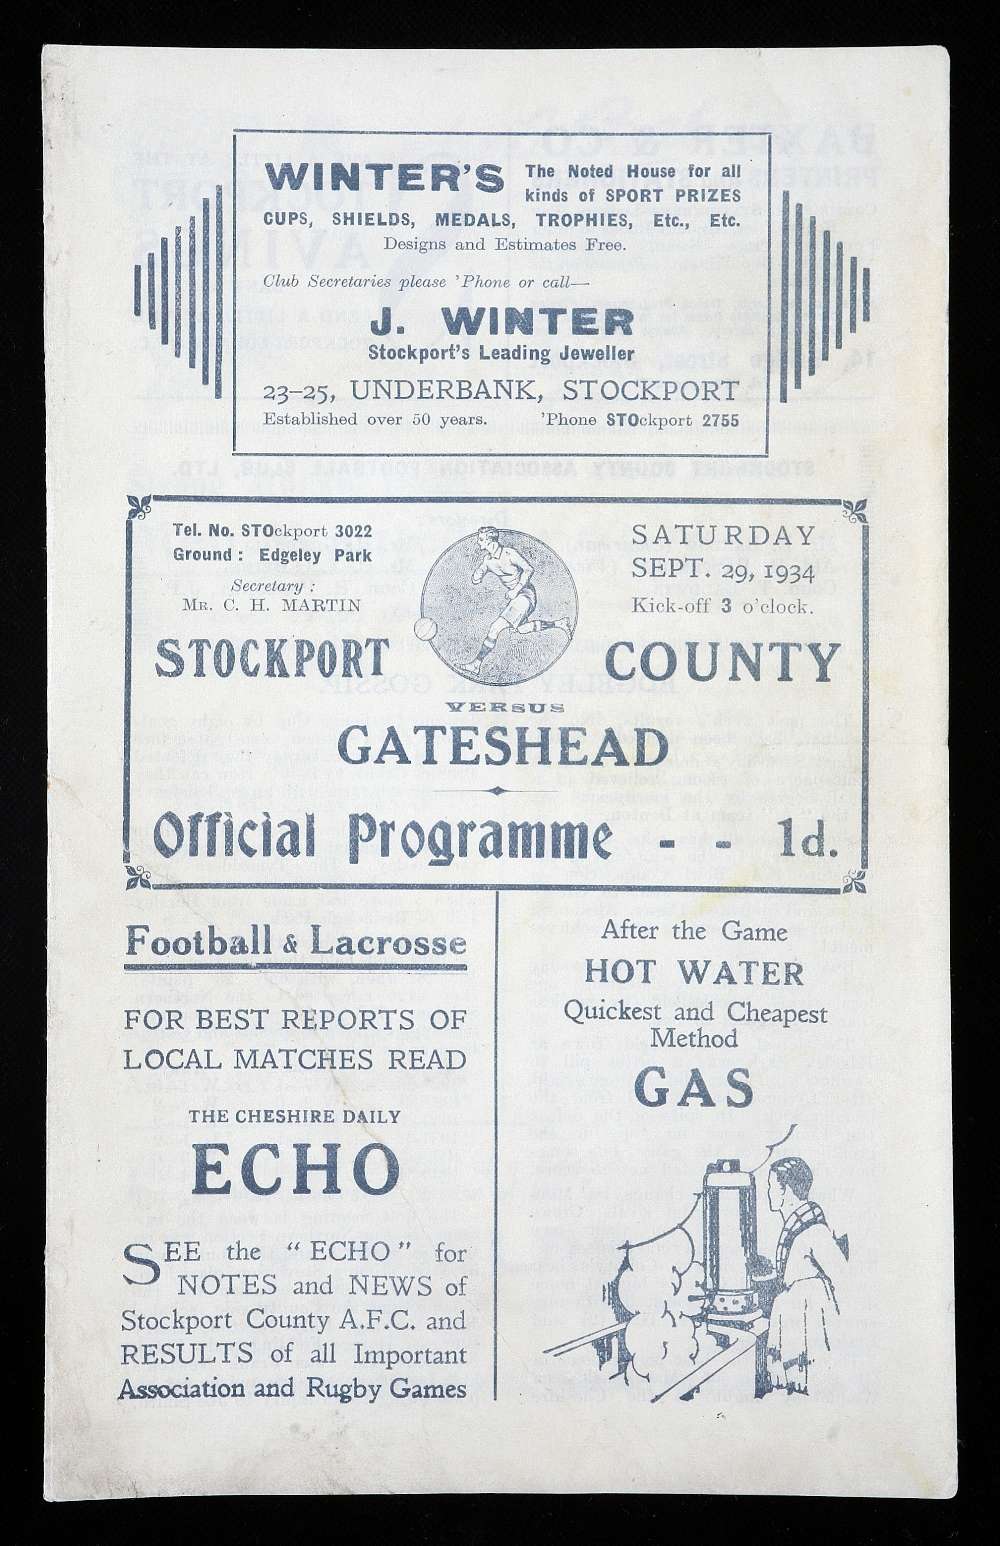 WINTER'S
The Noted House for all
kinds of SPORT PRIZES
CUPS, SHIELDS, MEDALS, TROPHIES, Etc., Etc.
Designs and Estimates Free.
Club Secretaries please 'Phone or call—
J. WINTER
Stockport's Leading Jeweller
23-25, UNDERBANK, STOCKPORT
Established over 50 years. 'Phone STOckport 2755
Tel. No. STOckport 3022
Ground : Edgeley Park
Secretary :
MR. C. H. MARTIN
SATURDAY
SEPT. 29, 1934
Kick-off 3 o'clock.
STOCKPORT COUNTY
VERSUS
GATESHEAD
Official Programme - - 1d.
Football & Lacrosse
FOR BEST REPORTS OF
LOCAL MATCHES READ
THE CHESHIRE DAILY
ECHO
SEE the "ECHO" for
NOTES and NEWS of
Stockport County A.F.C. and
RESULTS of all Important
Association and Rugby Games
After the Game
HOT WATER
Quickest and Cheapest
Method
GAS